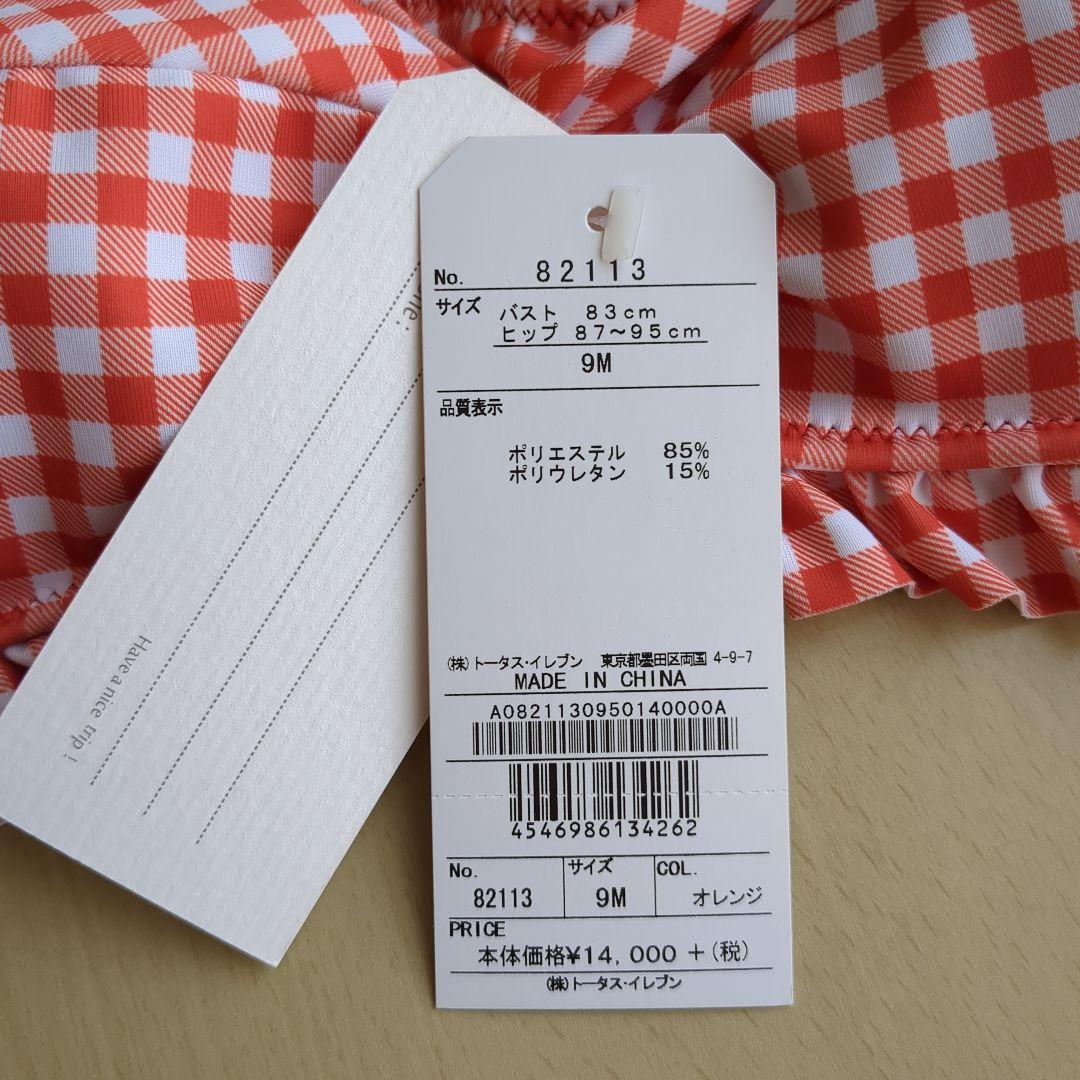 No. 82113
サイズ バスト 83cm
ヒップ 87〜95cm
9M
品質表示
ポリエステル 85%
ポリウレタン 15%
(株)トータス・イレブン 東京都墨田区両国 4-9-7
MADE IN CHINA
A0821130950140000A
4546986134262
No. サイズ COL.
82113 9M オレンジ
PRICE
本体価格¥14,000 +(税)
(株)トータス・イレブン
Have a nice trip !